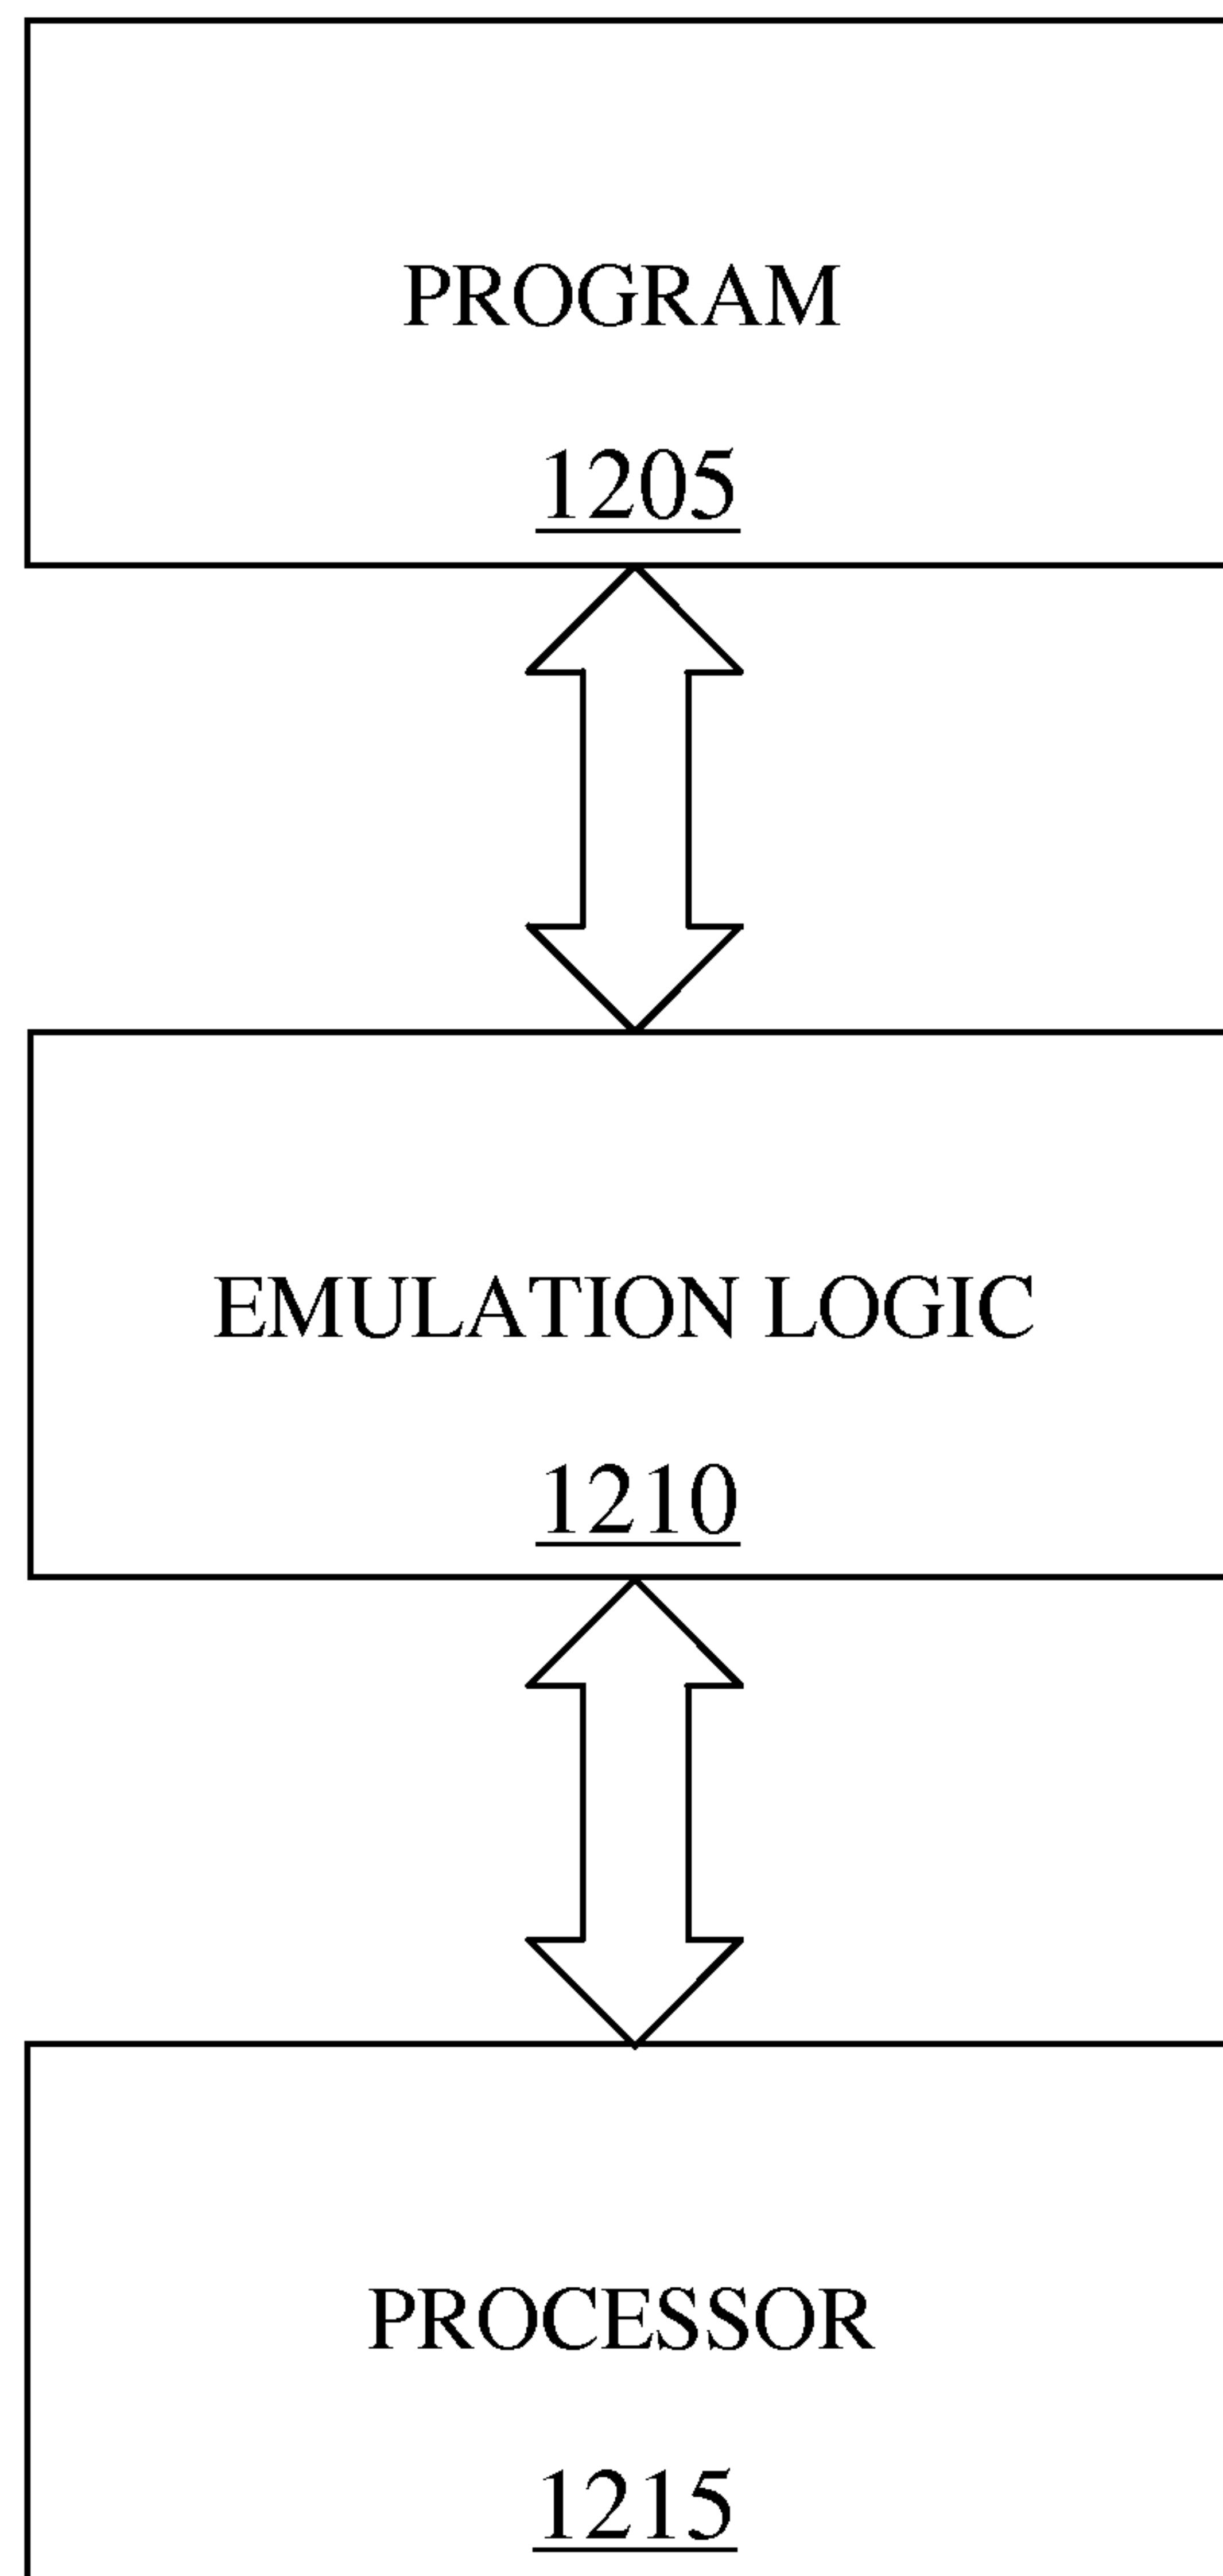 PROGRAM
1205
EMULATION LOGIC
1210
PROCESSOR
1215